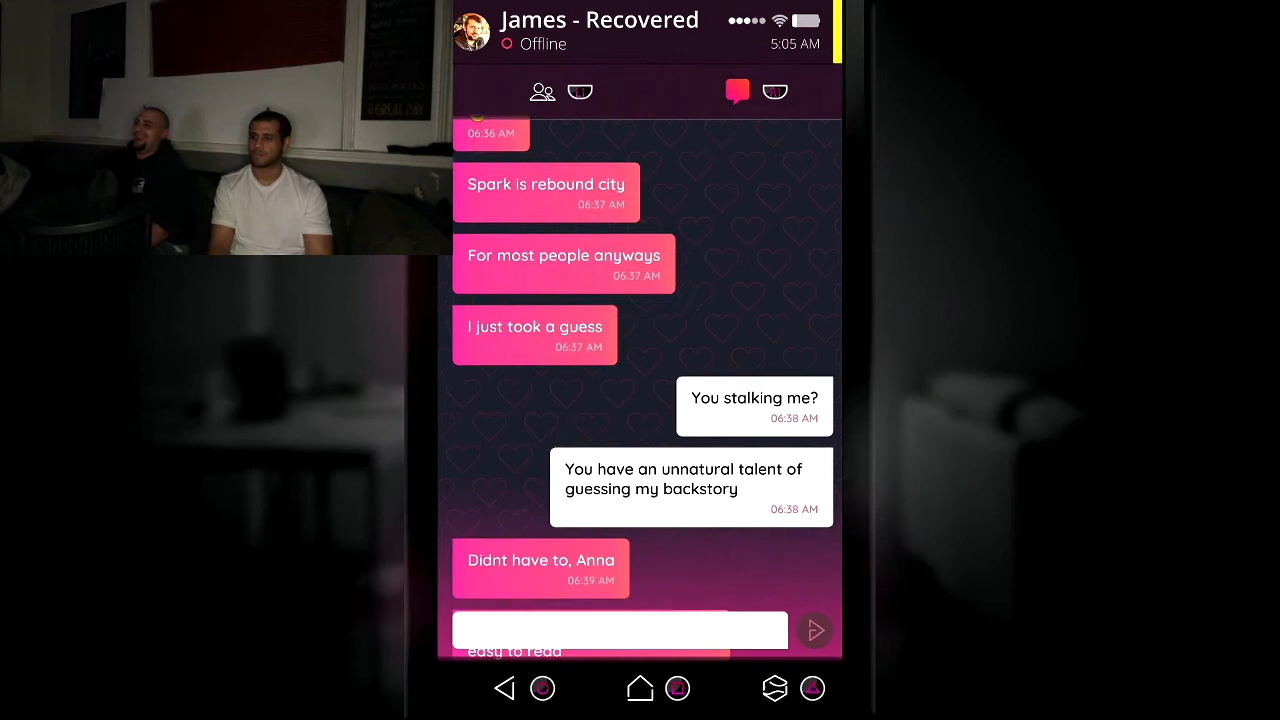 James - Recovered
Offline
5:05 AM
L1
R1
06:36 AM
Spark is rebound city
06:37 AM
For most people anyways
06:37 AM
I just took a guess
06:37 AM
You stalking me?
06:38 AM
You have an unnatural talent of
guessing my backstory
06:38 AM
Didnt have to, Anna
06:39 AM
easy to read